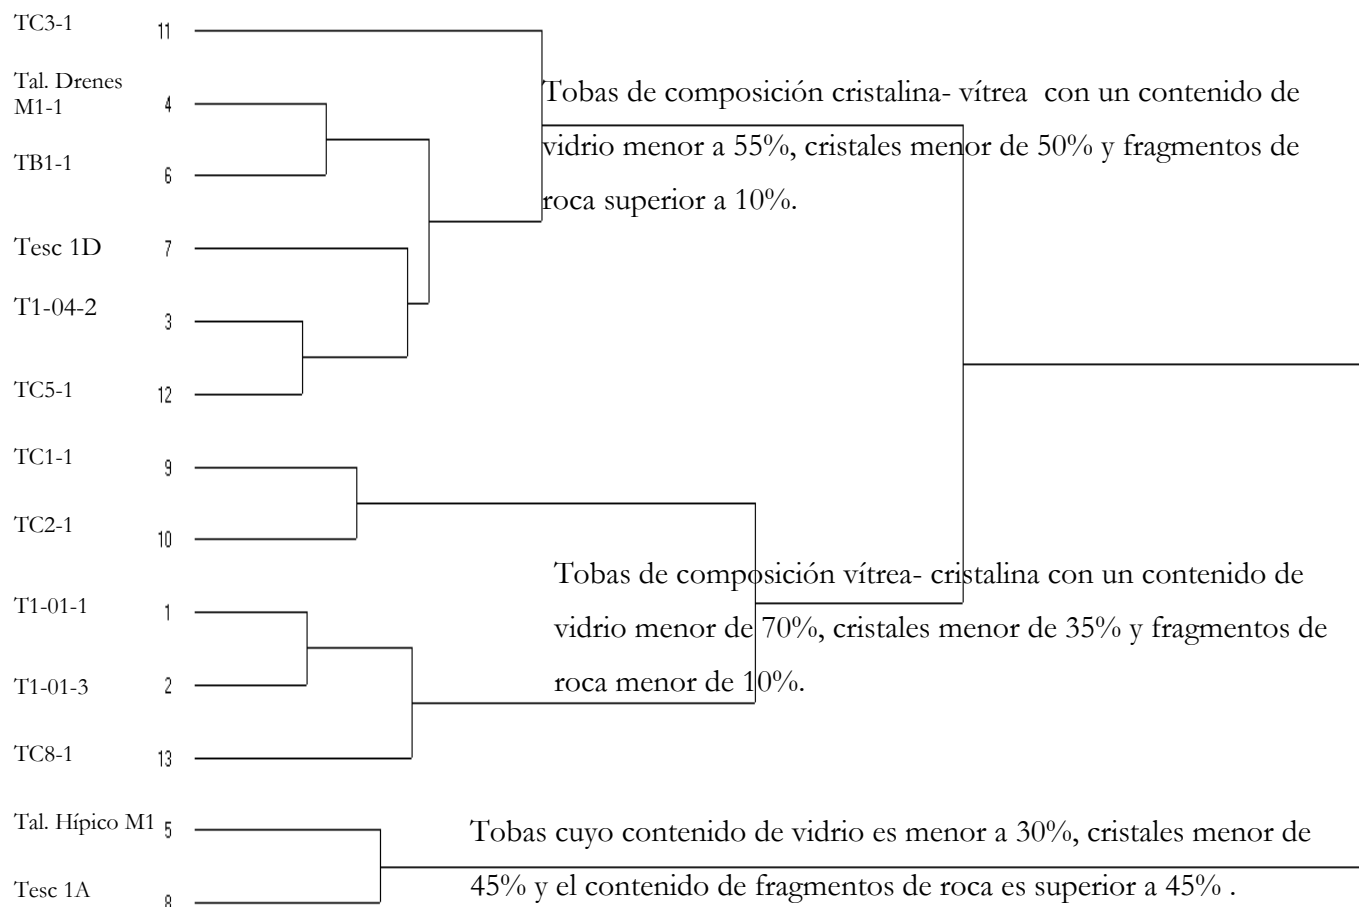 TC3-1 11
Tal. Drenes
M1-1 4
Tobas de composición cristalina- vítrea con un contenido de
vidrio menor a 55%, cristales menor de 50% y fragmentos de
roca superior a 10%.
TB1-1 6
Tesc 1D 7
T1-04-2 3
TC5-1 12
TC1-1 9
TC2-1 10
Tobas de composición vítrea- cristalina con un contenido de
vidrio menor de 70%, cristales menor de 35% y fragmentos de
roca menor de 10%.
T1-01-1 1
T1-01-3 2
TC8-1 13
Tal. Hípico M1 5
Tobas cuyo contenido de vidrio es menor a 30%, cristales menor de
45% y el contenido de fragmentos de roca es superior a 45% .
Tesc 1A 8